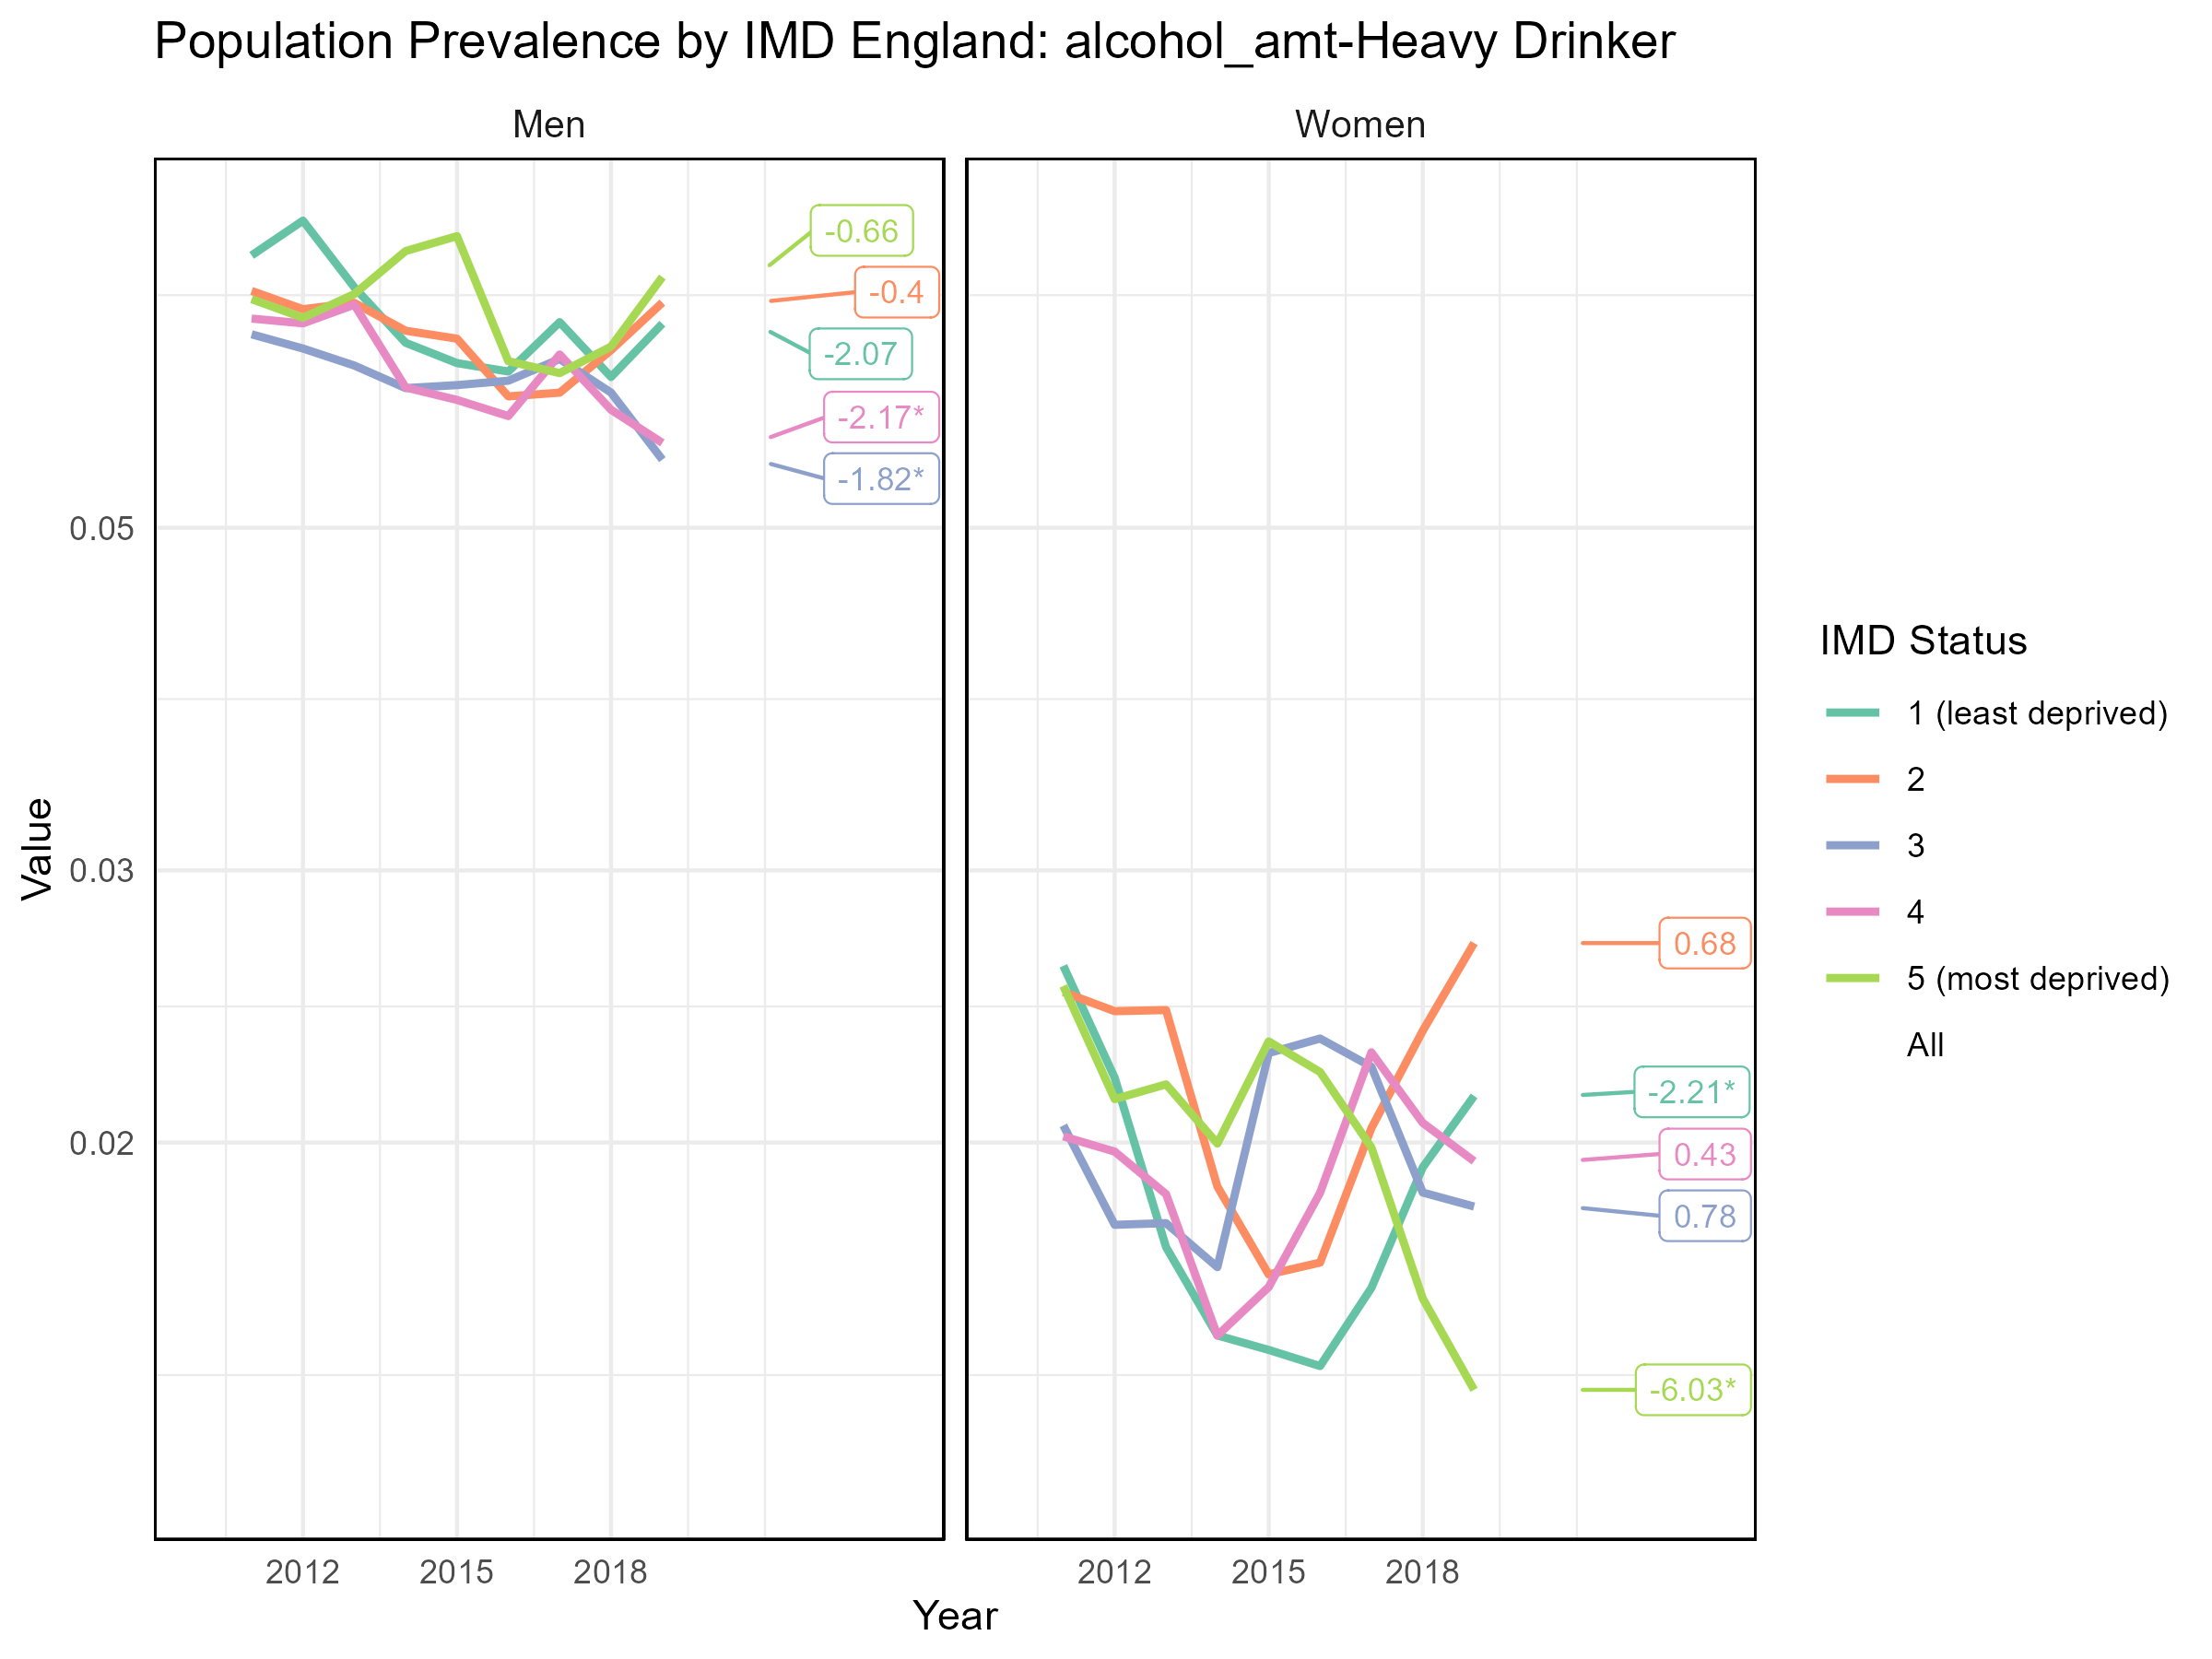 Population Prevalence by IMD England: alcohol_amt-Heavy Drinker
Men
Women
Value
0.05
0.03
0.02
-0.66
-0.4
-2.07
-2.17*
-1.82*
0.68
-2.21*
0.43
0.78
-6.03*
2012
2015
2018
2012
2015
2018
Year
IMD Status
1 (least deprived)
2
3
4
5 (most deprived)
All